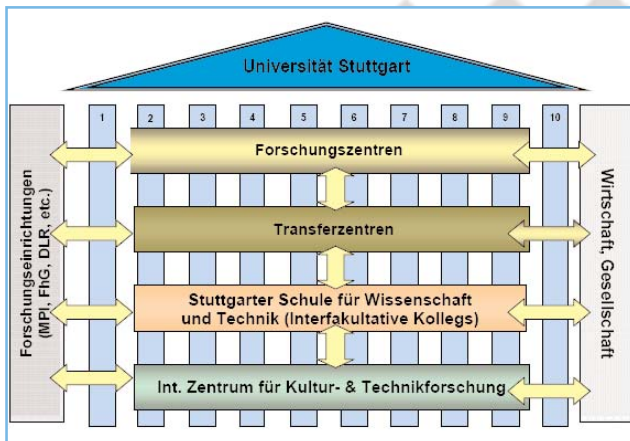 Universität Stuttgart
1 2 3 4 5 6 7 8 9 10
Forschungseinrichtungen
(MPI, FhG, DLR, etc.)
Forschungszentren
Transferzentren
Stuttgarter Schule für Wissenschaft
und Technik (Interfakultative Kollegs)
Int. Zentrum für Kultur- & Technikforschung
Wirtschaft, Gesellschaft